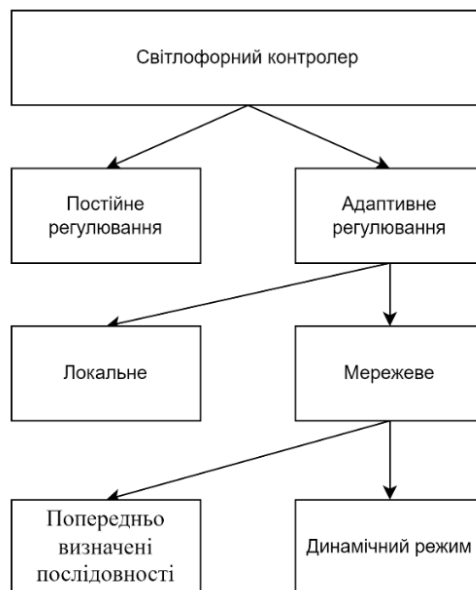 Світлофорний контролер
Постійне
регулювання
Адаптивне
регулювання
Локальне
Мережеве
Попередньо
визначені
послідовності
Динамічний режим